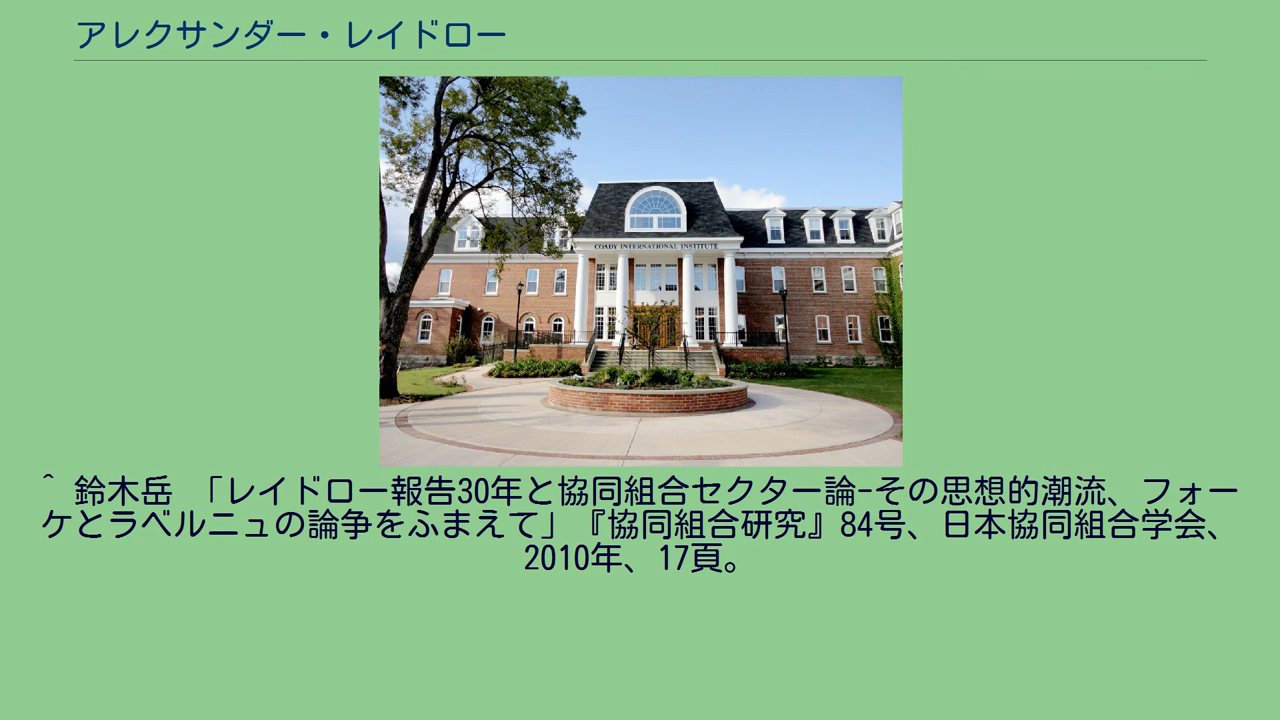 アレクサンダー・レイドロー
COADY INTERNATIONAL INSTITUTE
^ 鈴木岳 「レイドロー報告30年と協同組合セクター論-その思想的潮流、フォー
ケとラベルニュの論争をふまえて」『協同組合研究』84号、日本協同組合学会、
2010年、17頁。